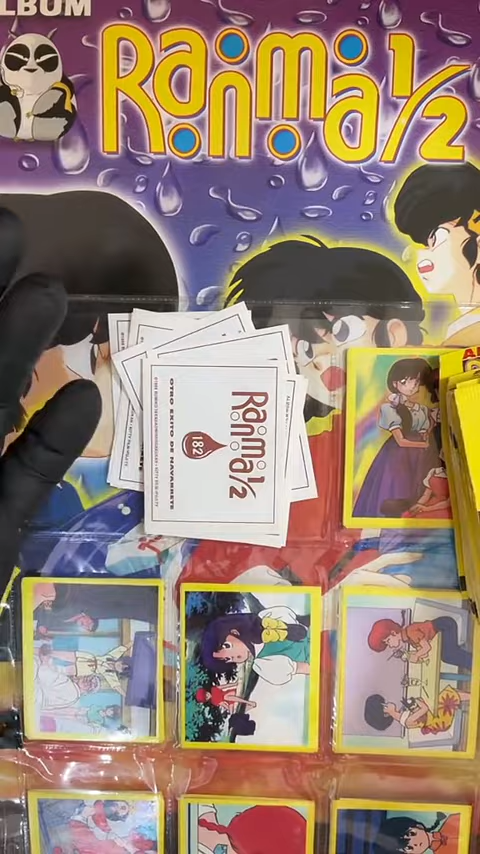 ALBUM
Ranma 1/2
Ranma 1/2
182
OTRO EXITO DE NAVARRETE